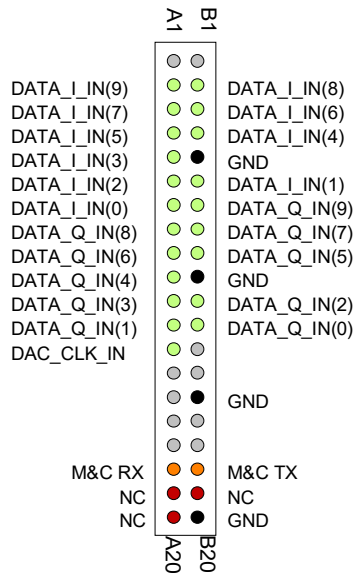 A1 B1
DATA_I_IN(9) DATA_I_IN(8)
DATA_I_IN(7) DATA_I_IN(6)
DATA_I_IN(5) DATA_I_IN(4)
DATA_I_IN(3) GND
DATA_I_IN(2) DATA_I_IN(1)
DATA_I_IN(0) DATA_Q_IN(9)
DATA_Q_IN(8) DATA_Q_IN(7)
DATA_Q_IN(6) DATA_Q_IN(5)
DATA_Q_IN(4) GND
DATA_Q_IN(3) DATA_Q_IN(2)
DATA_Q_IN(1) DATA_Q_IN(0)
DAC_CLK_IN
GND
M&C RX M&C TX
NC NC
NC GND
A20 B20